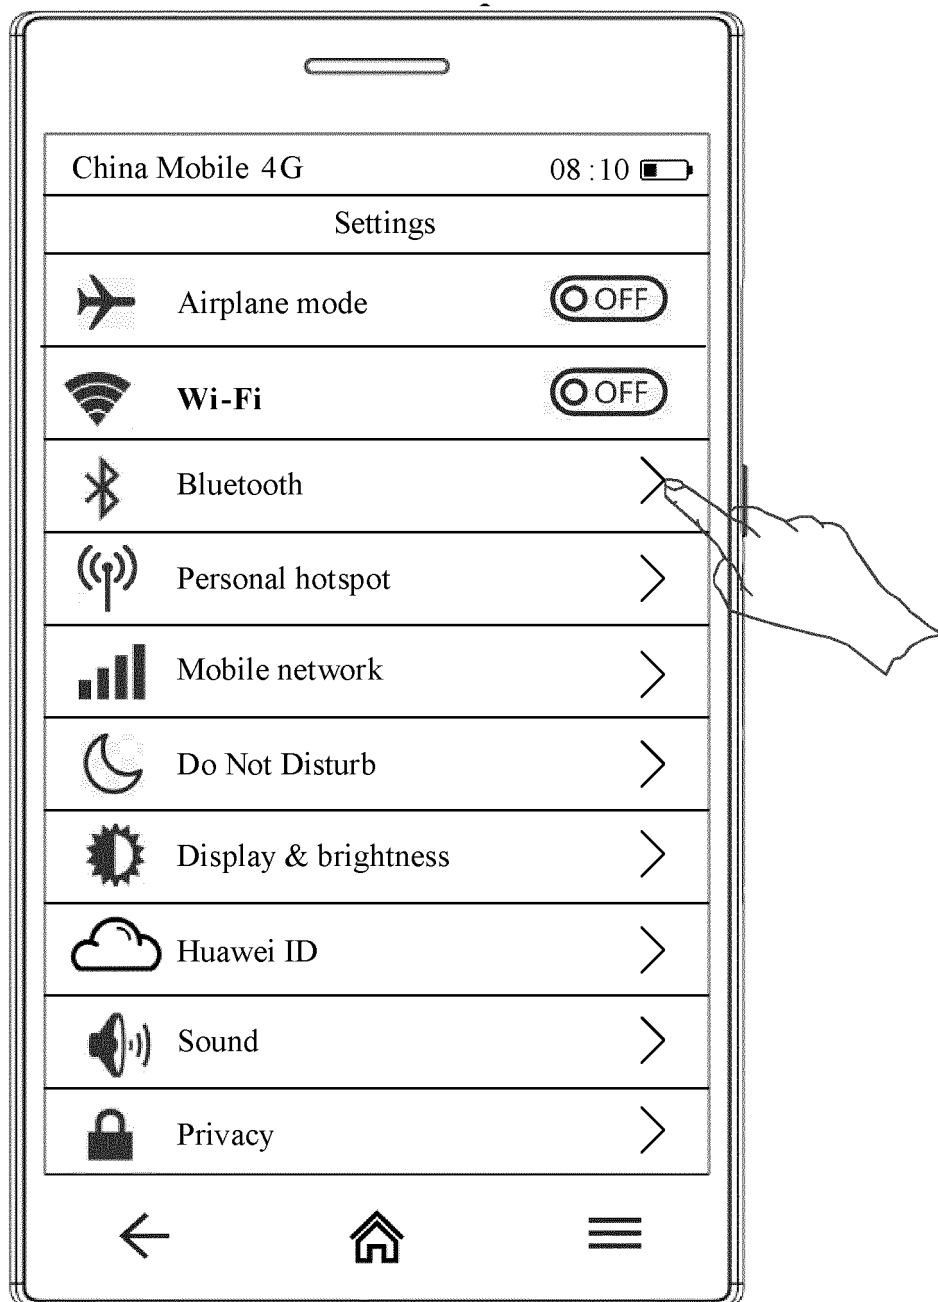 China Mobile 4G 08:10
Settings
Airplane mode OFF
Wi-Fi OFF
Bluetooth
Personal hotspot
Mobile network
Do Not Disturb
Display & brightness
Huawei ID
Sound
Privacy